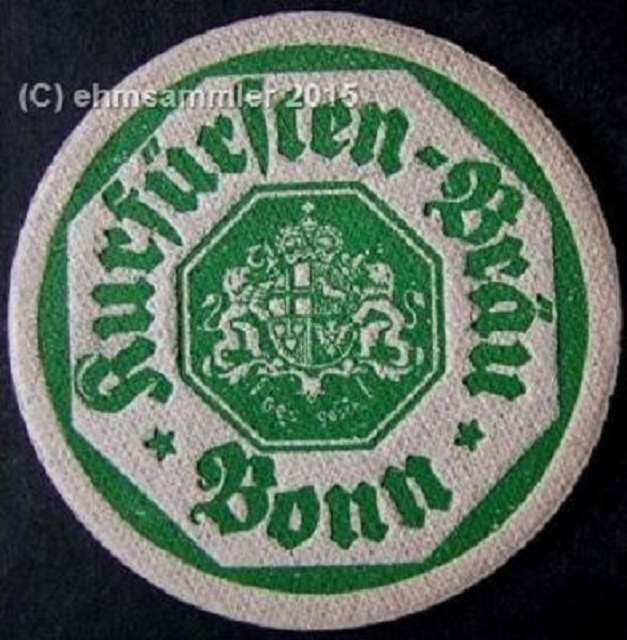 (C) ehmsammler 2015
Kurfürsten-Bräu
Bonn